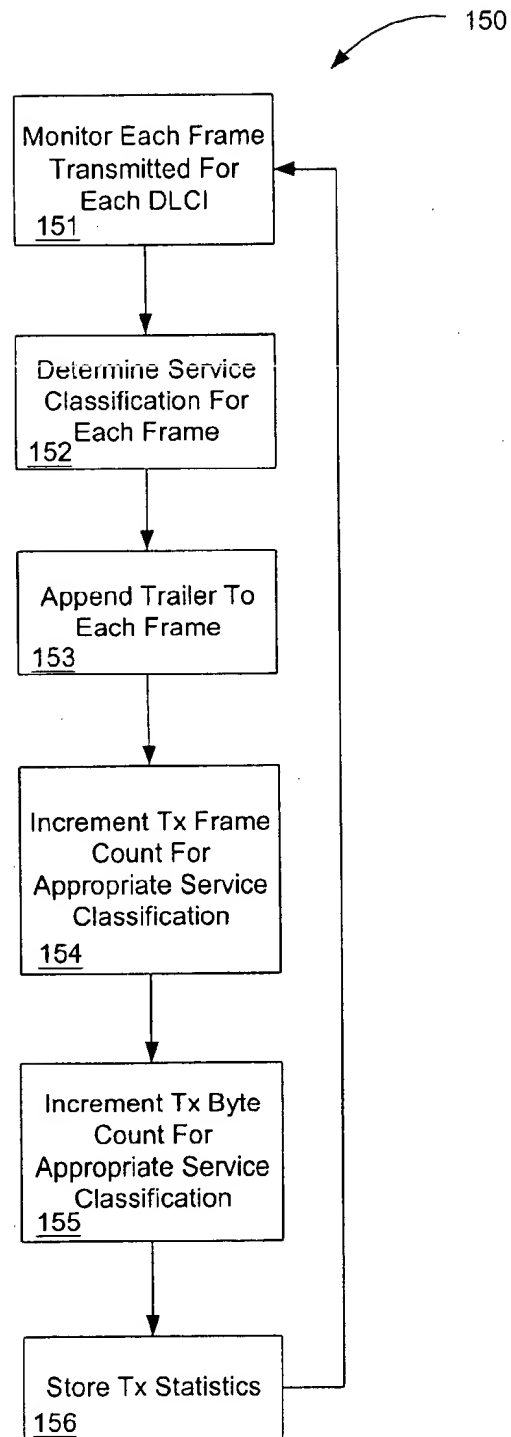 150
Monitor Each Frame
Transmitted For
Each DLCI
151
Determine Service
Classification For
Each Frame
152
Append Trailer To
Each Frame
153
Increment Tx Frame
Count For
Appropriate Service
Classification
154
Increment Tx Byte
Count For
Appropriate Service
Classification
155
Store Tx Statistics
156